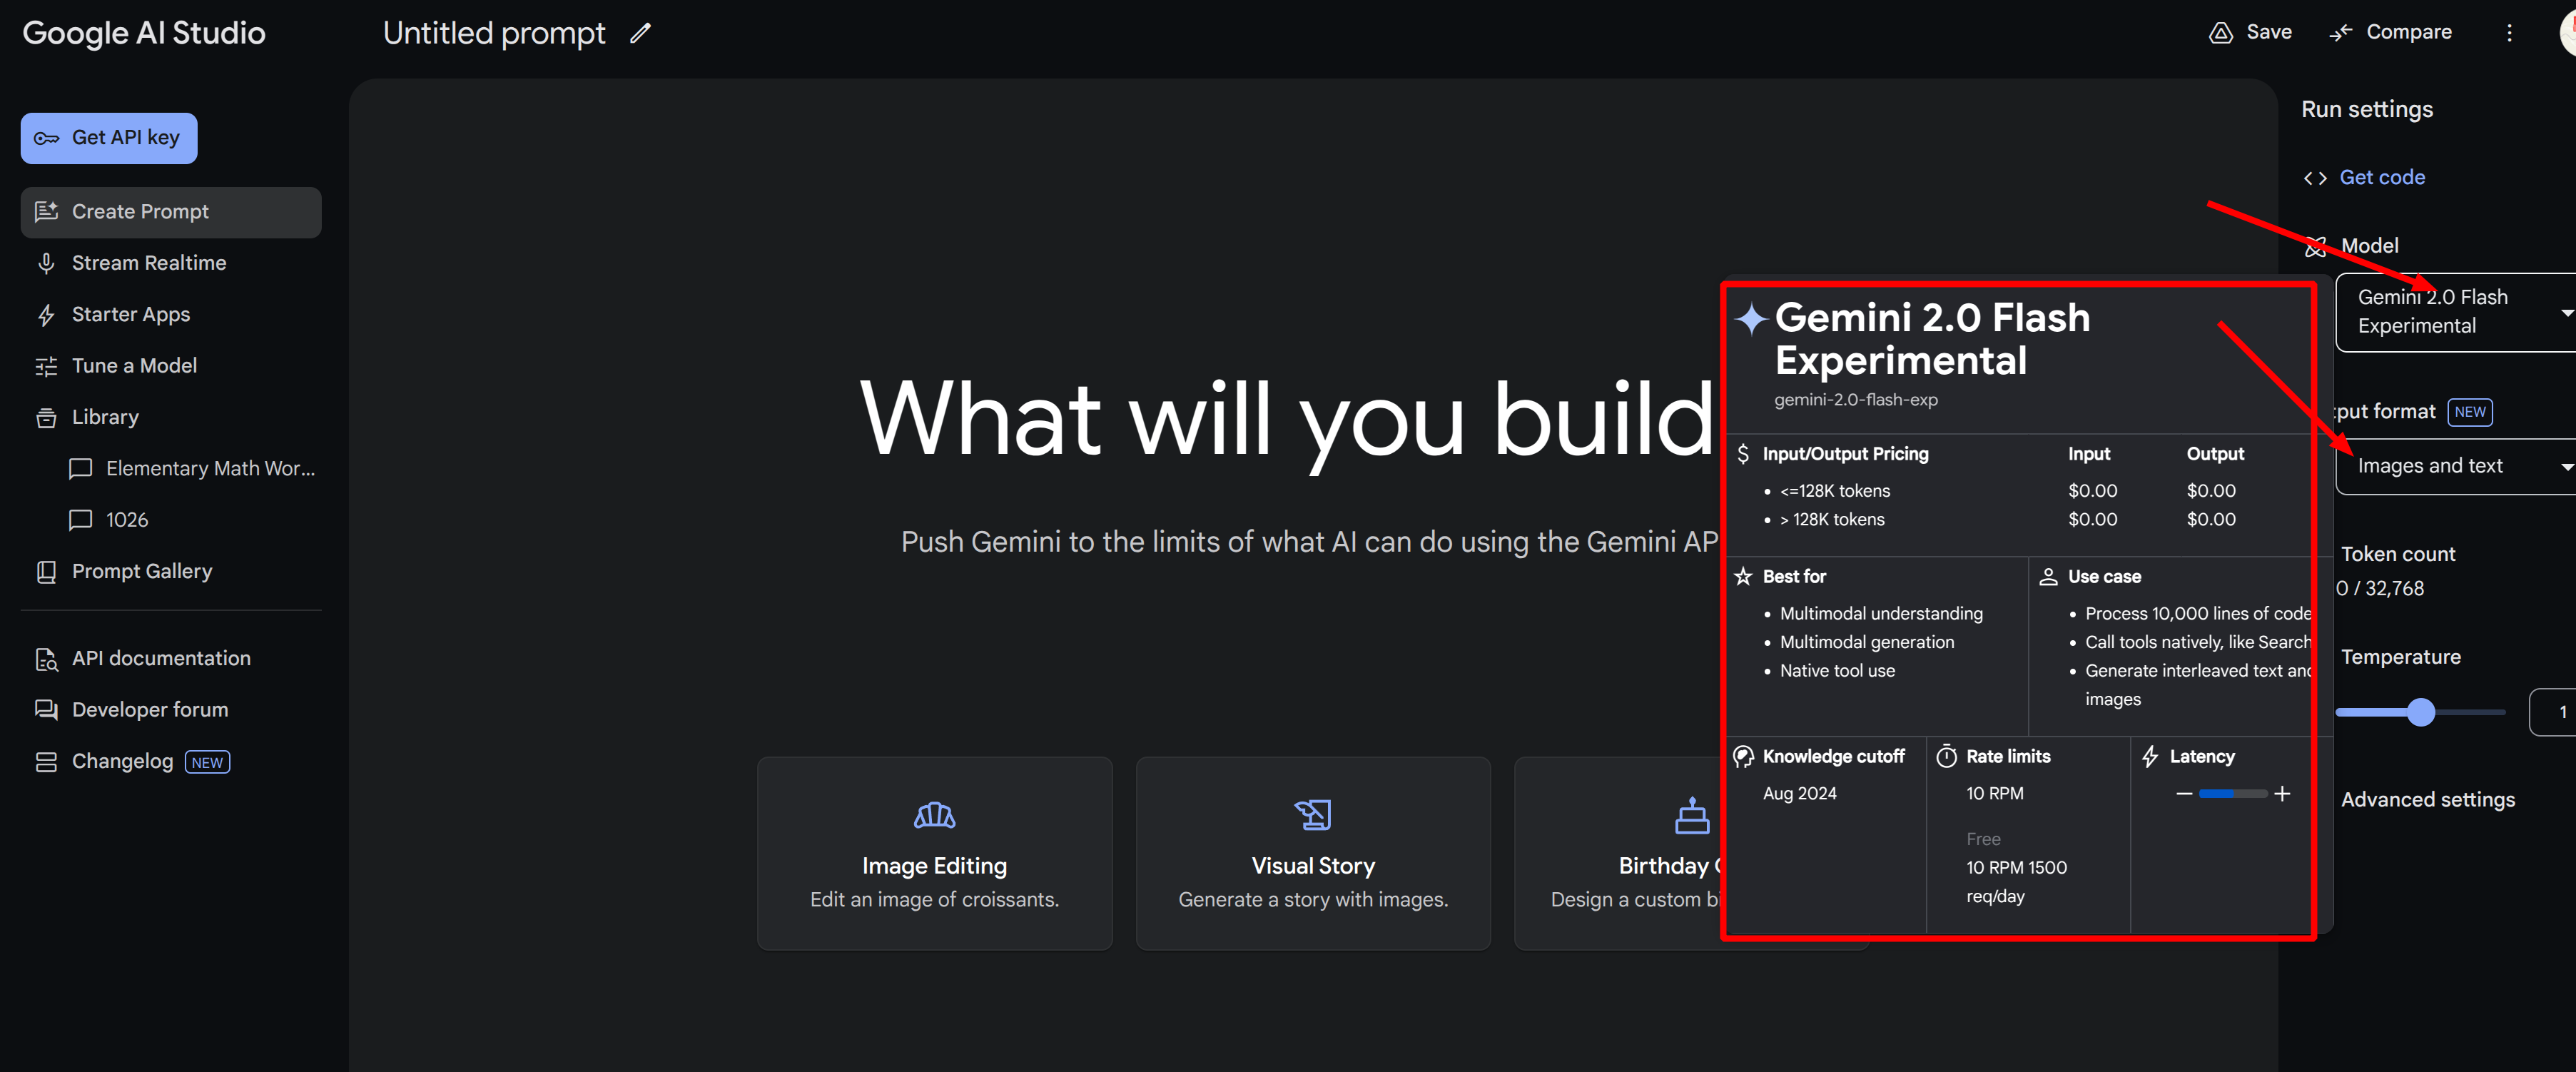 Google AI Studio
Untitled prompt
Save
Compare
Get API key
Create Prompt
Stream Realtime
Starter Apps
Tune a Model
Library
Elementary Math Wor...
1026
Prompt Gallery
API documentation
Developer forum
Changelog NEW
What will you build
Push Gemini to the limits of what AI can do using the Gemini AP
Image Editing
Edit an image of croissants.
Visual Story
Generate a story with images.
Birthday
Design a custom bi
Gemini 2.0 Flash
Experimental
gemini-2.0-flash-exp
$ Input/Output Pricing Input Output
• <=128K tokens $0.00 $0.00
• > 128K tokens $0.00 $0.00
Best for
• Multimodal understanding
• Multimodal generation
• Native tool use
Use case
• Process 10,000 lines of code
• Call tools natively, like Search
• Generate interleaved text and
images
Knowledge cutoff
Aug 2024
Rate limits
10 RPM
Free
10 RPM 1500
req/day
Latency
Run settings
<> Get code
Model
Gemini 2.0 Flash
Experimental
tput format NEW
Images and text
Token count
0 / 32,768
Temperature
1
Advanced settings